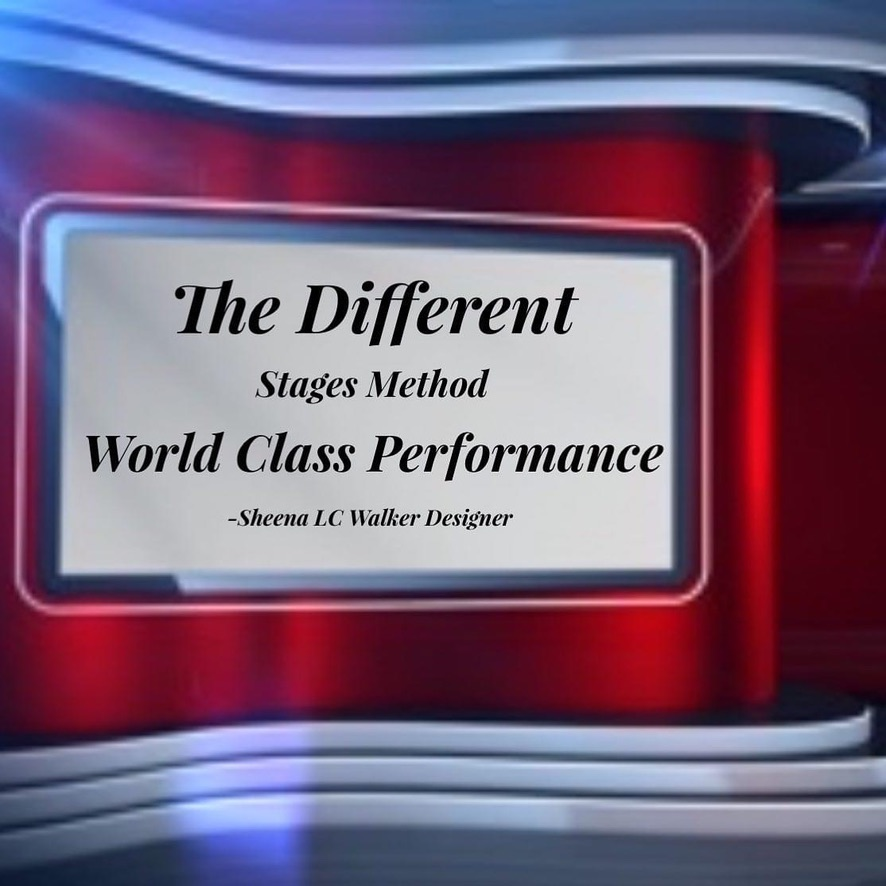 The Different
Stages Method
World Class Performance
-Sheena LC Walker Designer